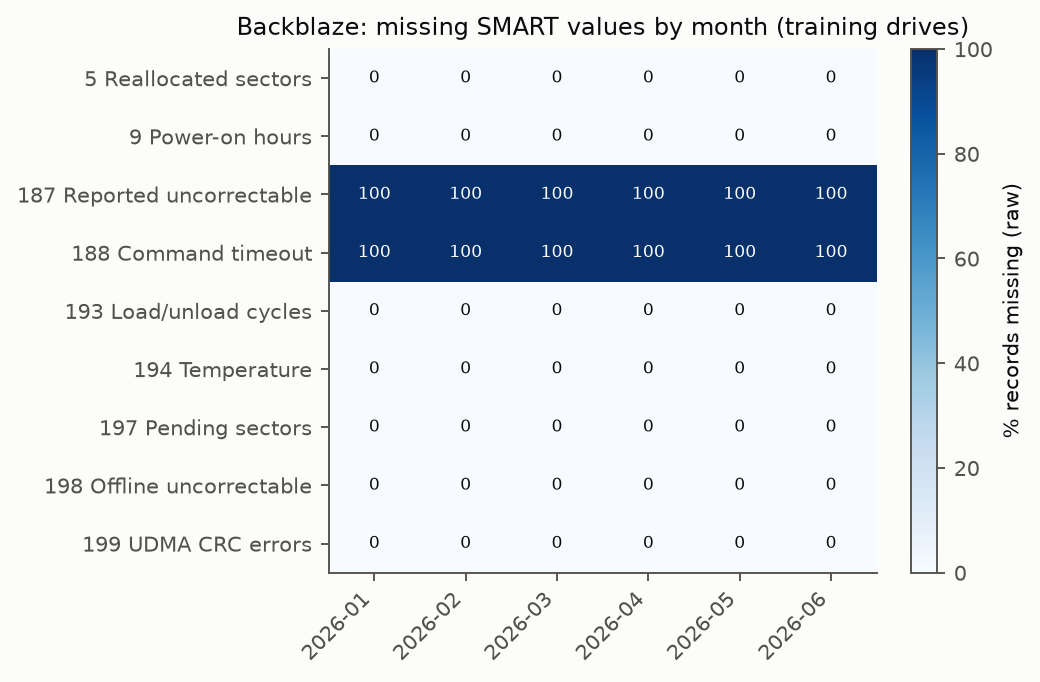 Backblaze: missing SMART values by month (training drives)
5 Reallocated sectors 0 0 0 0 0 0
9 Power-on hours 0 0 0 0 0 0
187 Reported uncorrectable 100 100 100 100 100 100
188 Command timeout 100 100 100 100 100 100
193 Load/unload cycles 0 0 0 0 0 0
194 Temperature 0 0 0 0 0 0
197 Pending sectors 0 0 0 0 0 0
198 Offline uncorrectable 0 0 0 0 0 0
199 UDMA CRC errors 0 0 0 0 0 0
2026-01 2026-02 2026-03 2026-04 2026-05 2026-06
100
80
60
40
20
0
% records missing (raw)